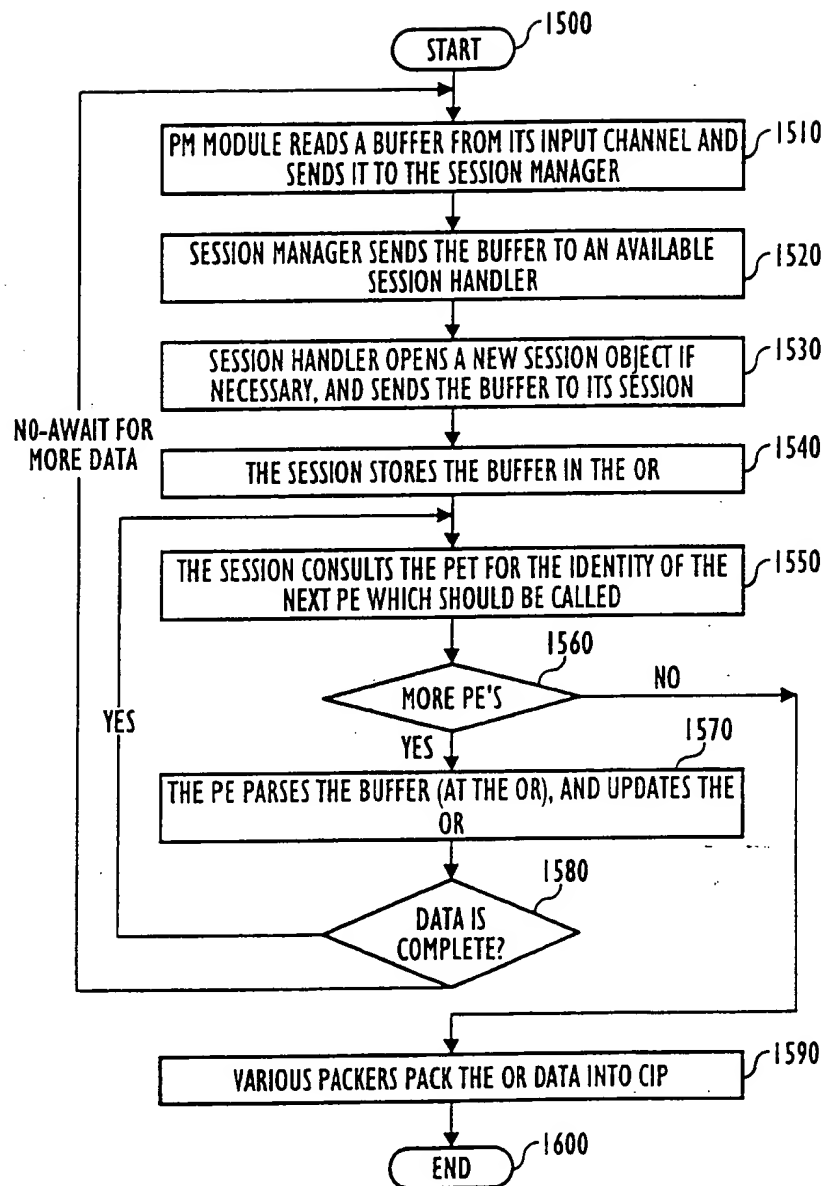 START
1500
PM MODULE READS A BUFFER FROM ITS INPUT CHANNEL AND
SENDS IT TO THE SESSION MANAGER
1510
SESSION MANAGER SENDS THE BUFFER TO AN AVAILABLE
SESSION HANDLER
1520
SESSION HANDLER OPENS A NEW SESSION OBJECT IF
NECESSARY, AND SENDS THE BUFFER TO ITS SESSION
1530
NO-AWAIT FOR
MORE DATA
THE SESSION STORES THE BUFFER IN THE OR
1540
THE SESSION CONSULTS THE PET FOR THE IDENTITY OF THE
NEXT PE WHICH SHOULD BE CALLED
1550
MORE PE'S
1560
NO
YES
YES
1570
THE PE PARSES THE BUFFER (AT THE OR), AND UPDATES THE
OR
DATA IS
COMPLETE?
1580
VARIOUS PACKERS PACK THE OR DATA INTO CIP
1590
END
1600